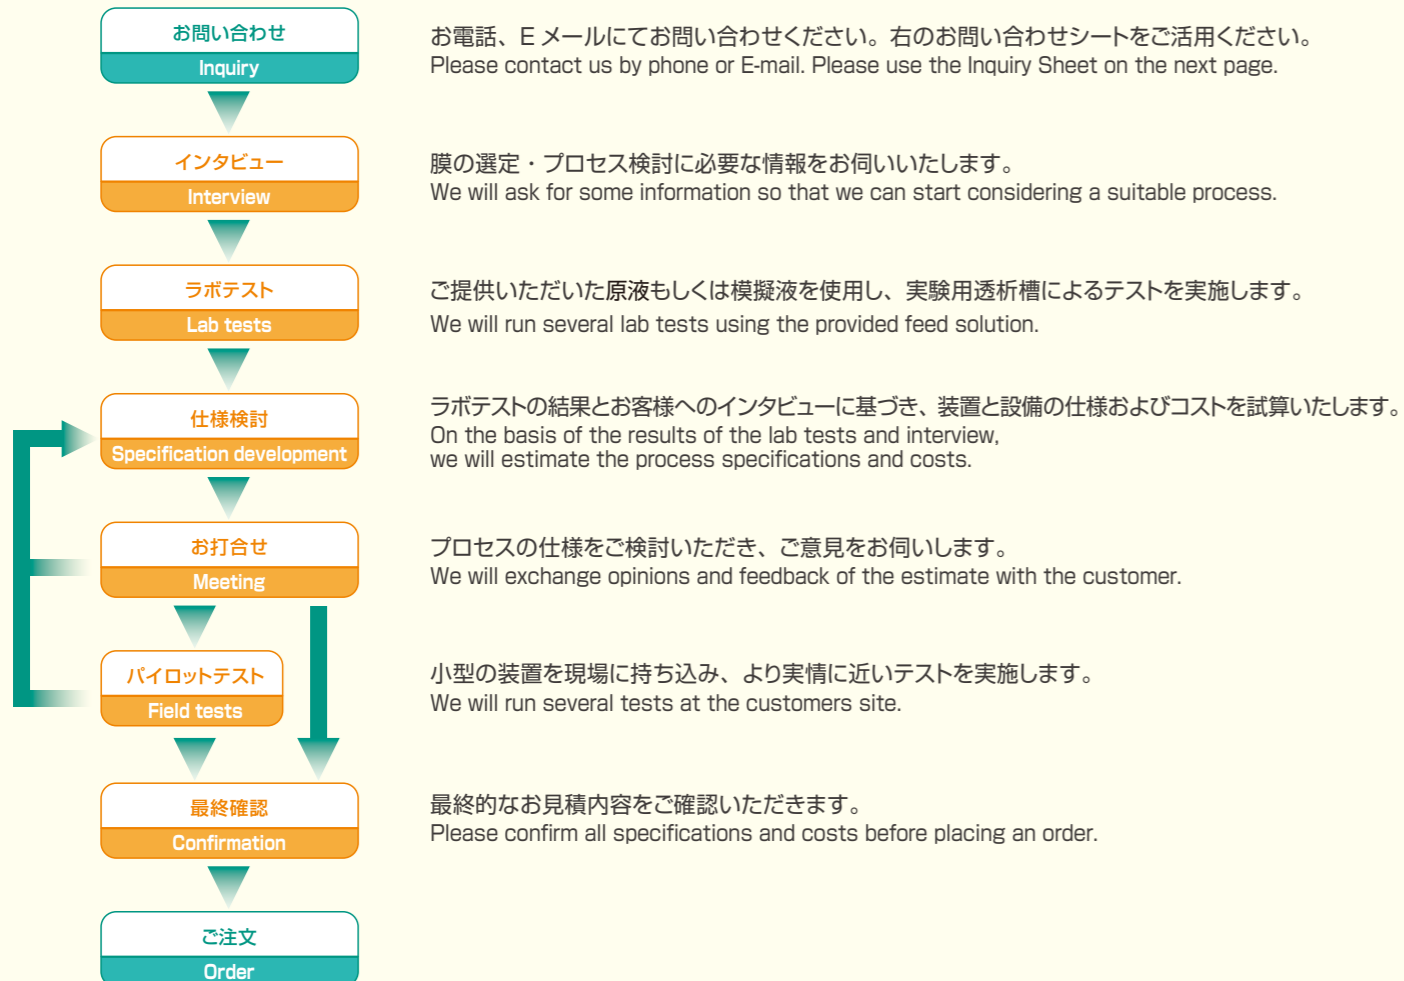 お問い合わせ
Inquiry
お電話、E メールにてお問い合わせください。右のお問い合わせシートをご活用ください。
Please contact us by phone or E-mail. Please use the Inquiry Sheet on the next page.
インタビュー
Interview
膜の選定・プロセス検討に必要な情報をお伺いいたします。
We will ask for some information so that we can start considering a suitable process.
ラボテスト
Lab tests
ご提供いただいた原液もしくは模擬液を使用し、実験用透析槽によるテストを実施します。
We will run several lab tests using the provided feed solution.
仕様検討
Specification development
ラボテストの結果とお客様へのインタビューに基づき、装置と設備の仕様およびコストを試算いたします。
On the basis of the results of the lab tests and interview,
we will estimate the process specifications and costs.
お打合せ
Meeting
プロセスの仕様をご検討いただき、ご意見をお伺いします。
We will exchange opinions and feedback of the estimate with the customer.
パイロットテスト
Field tests
小型の装置を現場に持ち込み、より実情に近いテストを実施します。
We will run several tests at the customers site.
最終確認
Confirmation
最終的なお見積内容をご確認いただきます。
Please confirm all specifications and costs before placing an order.
ご注文
Order